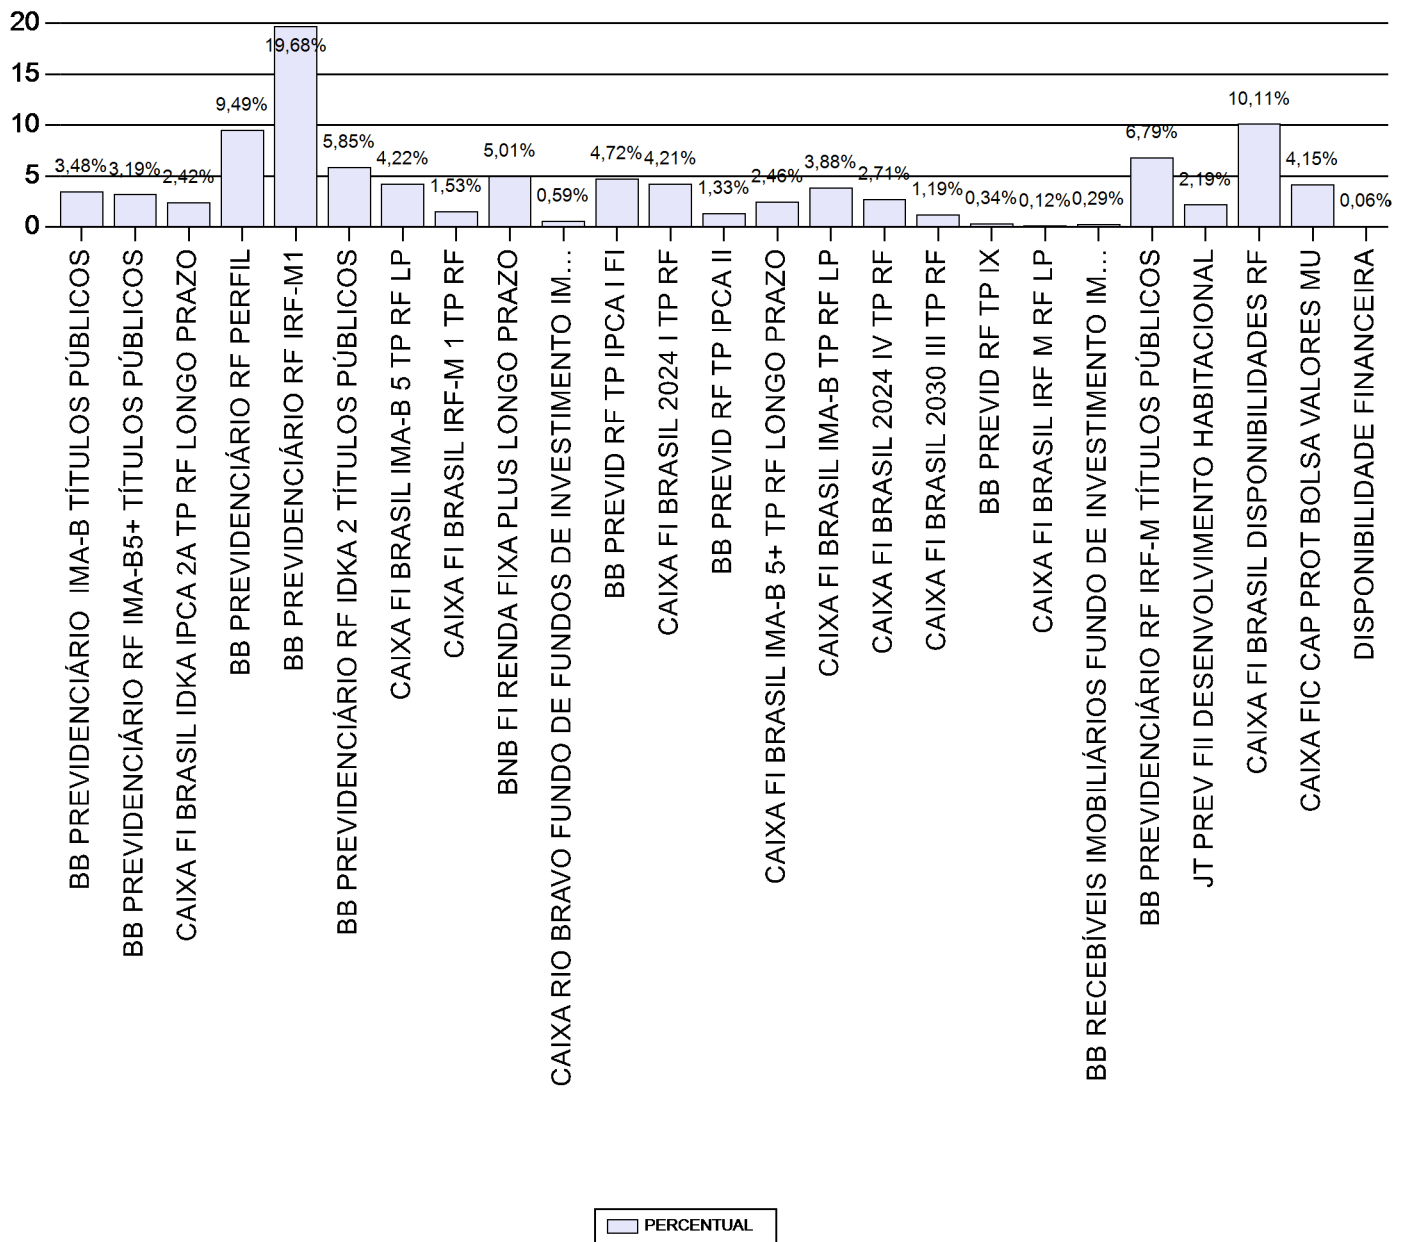 20
15
10
5
0
3,48%
3,19%
2,42%
9,49%
19,68%
5,85%
4,22%
1,53%
5,01%
0,59%
4,72%
4,21%
1,33%
2,46%
3,88%
2,71%
1,19%
0,34%
0,12%
0,29%
6,79%
2,19%
10,11%
4,15%
0,06%
BB PREVIDENCIÁRIO  IMA-B TÍTULOS PÚBLICOS
BB PREVIDENCIÁRIO RF IMA-B5+ TÍTULOS PÚBLICOS
CAIXA FI BRASIL IDKA IPCA 2A TP RF LONGO PRAZO
BB PREVIDENCIÁRIO RF PERFIL
BB PREVIDENCIÁRIO RF IRF-M1
BB PREVIDENCIÁRIO RF IDKA 2 TÍTULOS PÚBLICOS
CAIXA FI BRASIL IMA-B 5 TP RF LP
CAIXA FI BRASIL IRF-M 1 TP RF
BNB FI RENDA FIXA PLUS LONGO PRAZO
CAIXA RIO BRAVO FUNDO DE FUNDOS DE INVESTIMENTO IM...
BB PREVID RF TP IPCA I FI
CAIXA FI BRASIL 2024 I TP RF
BB PREVID RF TP IPCA II
CAIXA FI BRASIL IMA-B 5+ TP RF LONGO PRAZO
CAIXA FI BRASIL IMA-B TP RF LP
CAIXA FI BRASIL 2024 IV TP RF
CAIXA FI BRASIL 2030 III TP RF
BB PREVID RF TP IX
CAIXA FI BRASIL IRF M RF LP
BB RECEBÍVEIS IMOBILIÁRIOS FUNDO DE INVESTIMENTO IM...
BB PREVIDENCIÁRIO RF IRF-M TÍTULOS PÚBLICOS
JT PREV FII DESENVOLVIMENTO HABITACIONAL
CAIXA FI BRASIL DISPONIBILIDADES RF
CAIXA FIC CAP PROT BOLSA VALORES MU
DISPONIBILIDADE FINANCEIRA
PERCENTUAL